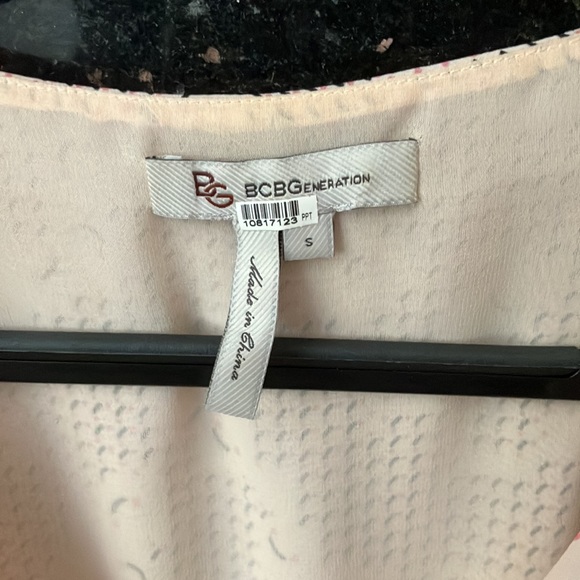 BG BCBGENERATION
10817123 PPT
S
Made in China